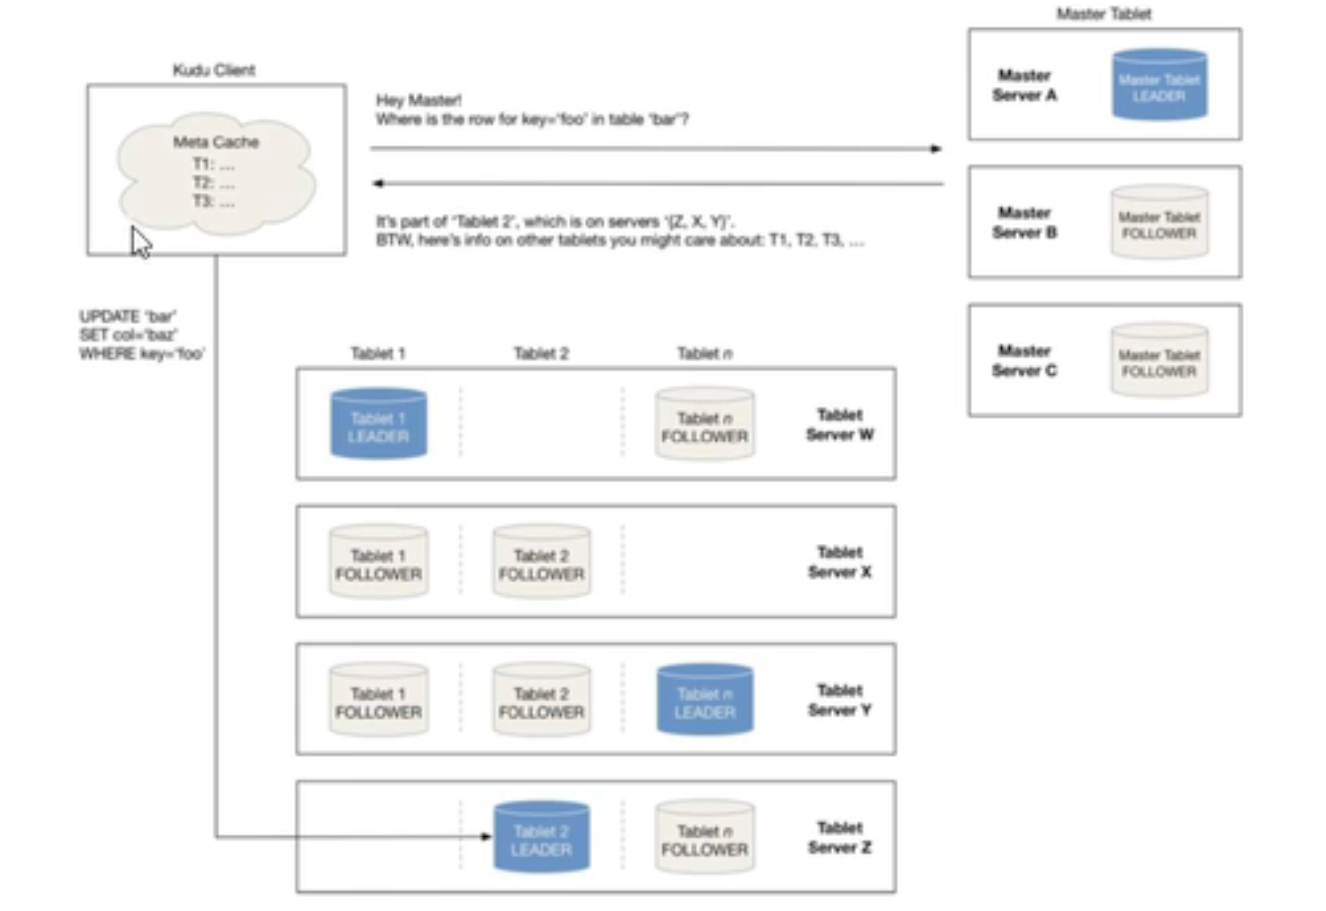 Master Tablet
Kudu Client
Master
Server A
Master Tablet
LEADER
Hey Master!
Where is the row for key='foo' in table 'bar'?
Meta Cache
T1: ...
T2: ...
T3: ...
It's part of 'Tablet 2', which is on servers '{Z, X, Y}'.
BTW, here's info on other tablets you might care about: T1, T2, T3, ...
Master
Server B
Master Tablet
FOLLOWER
UPDATE 'bar'
SET col='baz'
WHERE key='foo'
Master
Server C
Master Tablet
FOLLOWER
Tablet 1
Tablet 2
Tablet n
Tablet 1
LEADER
Tablet n
FOLLOWER
Tablet
Server W
Tablet 1
FOLLOWER
Tablet 2
FOLLOWER
Tablet
Server X
Tablet 1
FOLLOWER
Tablet 2
FOLLOWER
Tablet n
LEADER
Tablet
Server Y
Tablet 2
LEADER
Tablet n
FOLLOWER
Tablet
Server Z